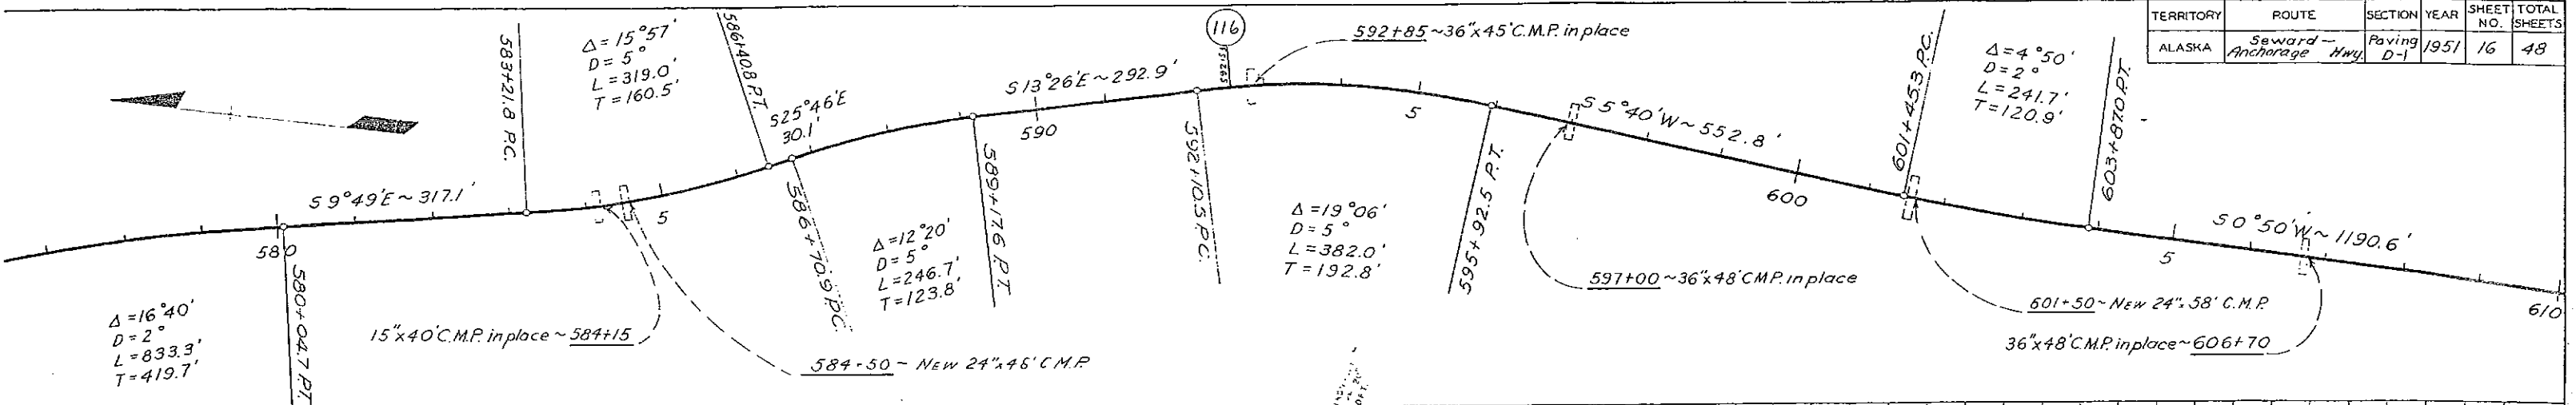 TERRITORY ROUTE SECTION YEAR SHEET NO. TOTAL SHEETS
ALASKA Seward - Anchorage Hwy. Paving D-1 1951 16 48
583+21.8 P.C.
Δ=15°57'
D=5°
L=319.0'
T=160.5'
586+40.8 P.T.
116
592+85~36"x45' C.M.P. in place
601+45.3 P.C.
Δ=4°50'
D=2°
L=241.7'
T=120.9'
603+87.0 P.T.
S 9°49'E~317.1'
S25°46'E
30.1'
S 13°26'E~292.9'
S 5°40'W~552.8'
S 0°50'W~1190.6'
580
5
590
5
600
5
610
580+04.7 P.T.
586+70.9 P.C.
589+17.6 P.T.
592+10.5 P.C.
595+92.5 P.T.
Δ=16°40'
D=2°
L=833.3'
T=419.7'
15"x40' C.M.P. in place~584+15
584+50~NEW 24"x46' C.M.P.
Δ=12°20'
D=5°
L=246.7'
T=123.8'
Δ=19°06'
D=5°
L=382.0'
T=192.8'
597+00~36"x48' C.M.P. in place
601+50~NEW 24"x58' C.M.P.
36"x48' C.M.P. in place~606+70